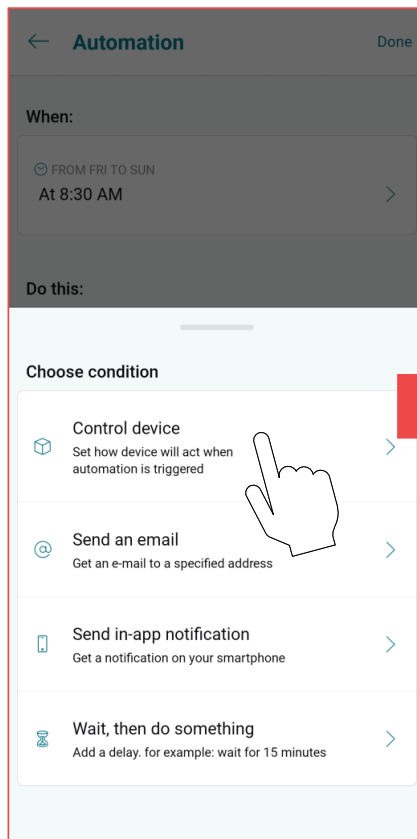 Automation Done
When:
FROM FRI TO SUN
At 8:30 AM
Do this:
Choose condition
Control device
Set how device will act when
automation is triggered
Send an email
Get an e-mail to a specified address
Send in-app notification
Get a notification on your smartphone
Wait, then do something
Add a delay. for example: wait for 15 minutes